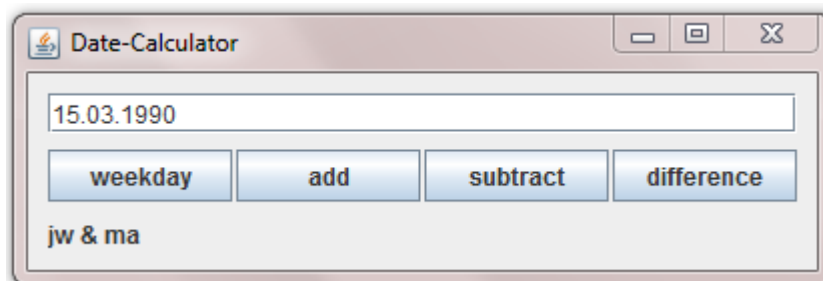 Date-Calculator
15.03.1990
weekday add subtract difference
jw & ma